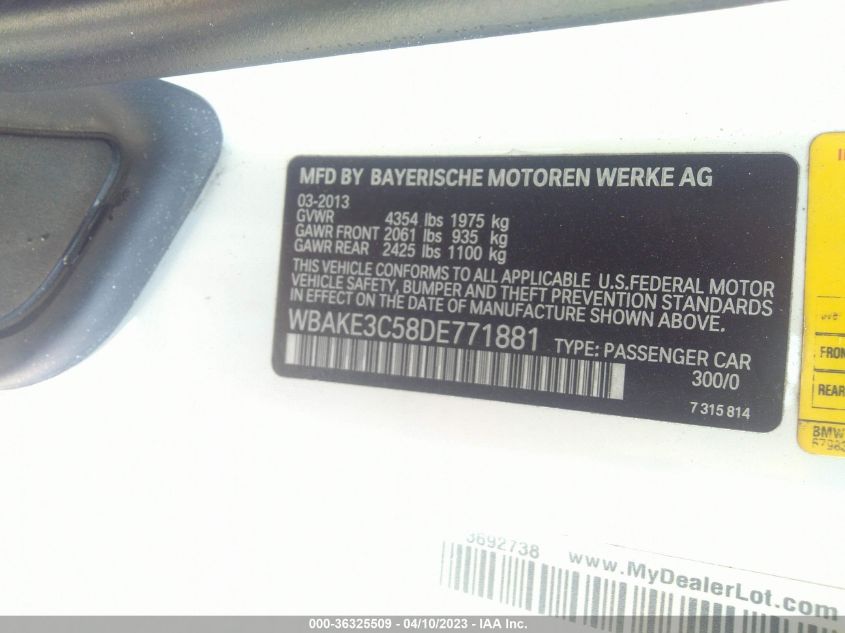 MFD BY BAYERISCHE MOTOREN WERKE AG
03-2013
GVWR 4354 lbs 1975 kg
GAWR FRONT 2061 lbs 935 kg
GAWR REAR 2425 lbs 1100 kg
THIS VEHICLE CONFORMS TO ALL APPLICABLE U.S.FEDERAL MOTOR
VEHICLE SAFETY, BUMPER AND THEFT PREVENTION STANDARDS
IN EFFECT ON THE DATE OF MANUFACTURE SHOWN ABOVE.
WBAKE3C58DE771881 TYPE: PASSENGER CAR
300/0
7 315 814
FRON
REAR
BMW
3692738 www.MyDealerLot.com
000-36325509 - 04/10/2023 - IAA Inc.